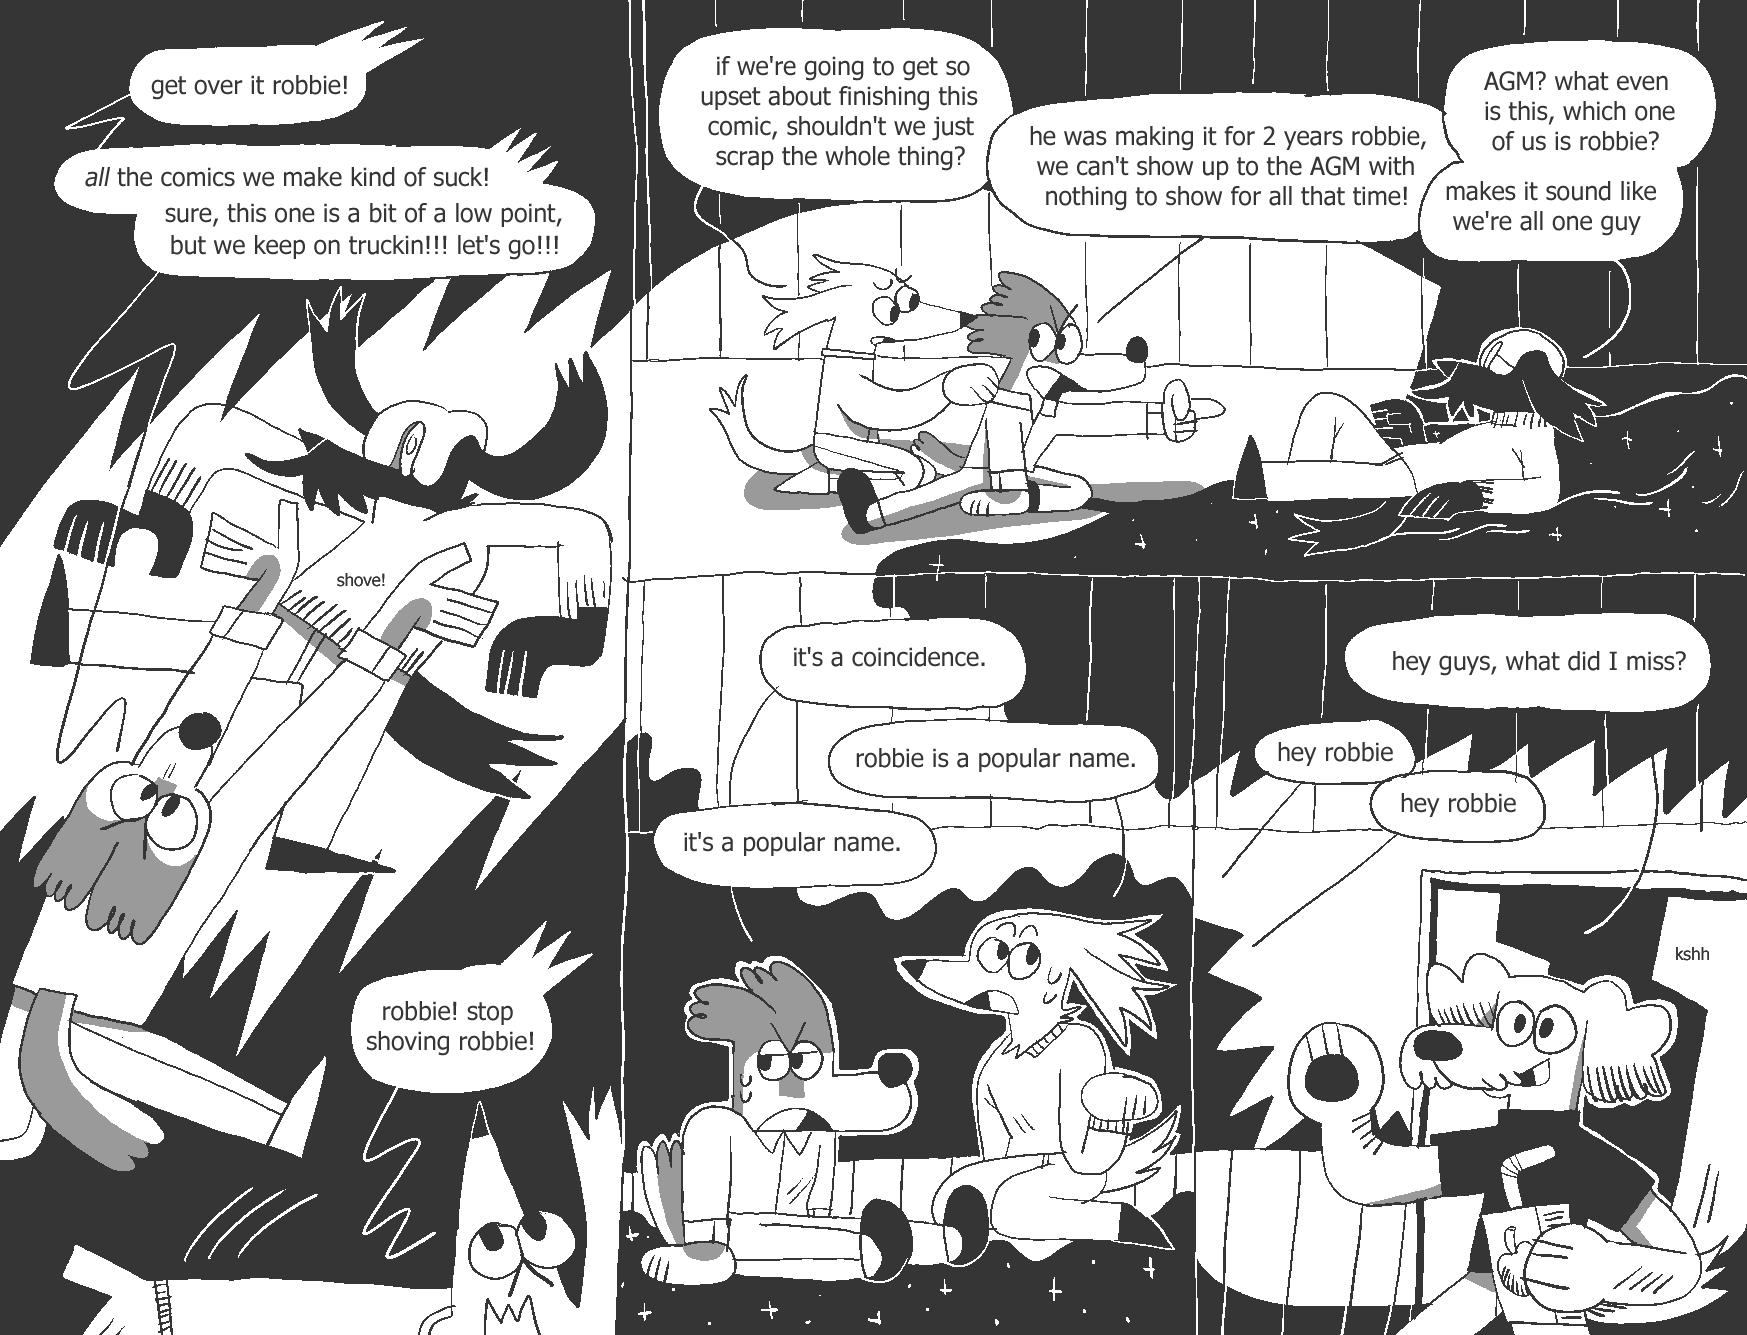 get over it robbie!
all the comics we make kind of suck!
sure, this one is a bit of a low point,
but we keep on truckin!!! let's go!!!
shove!
robbie! stop
shoving robbie!
if we're going to get so
upset about finishing this
comic, shouldn't we just
scrap the whole thing?
he was making it for 2 years robbie,
we can't show up to the AGM with
nothing to show for all that time!
AGM? what even
is this, which one
of us is robbie?
makes it sound like
we're all one guy
it's a coincidence.
robbie is a popular name.
it's a popular name.
hey guys, what did I miss?
hey robbie
hey robbie
kshh